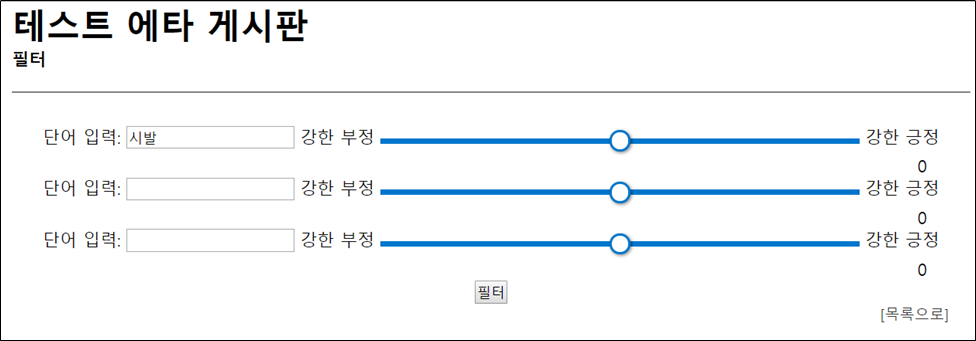 테스트 에타 게시판
필터
단어 입력: 시발 강한 부정 강한 긍정
0
단어 입력: 강한 부정 강한 긍정
0
단어 입력: 강한 부정 강한 긍정
0
필터
[목록으로]